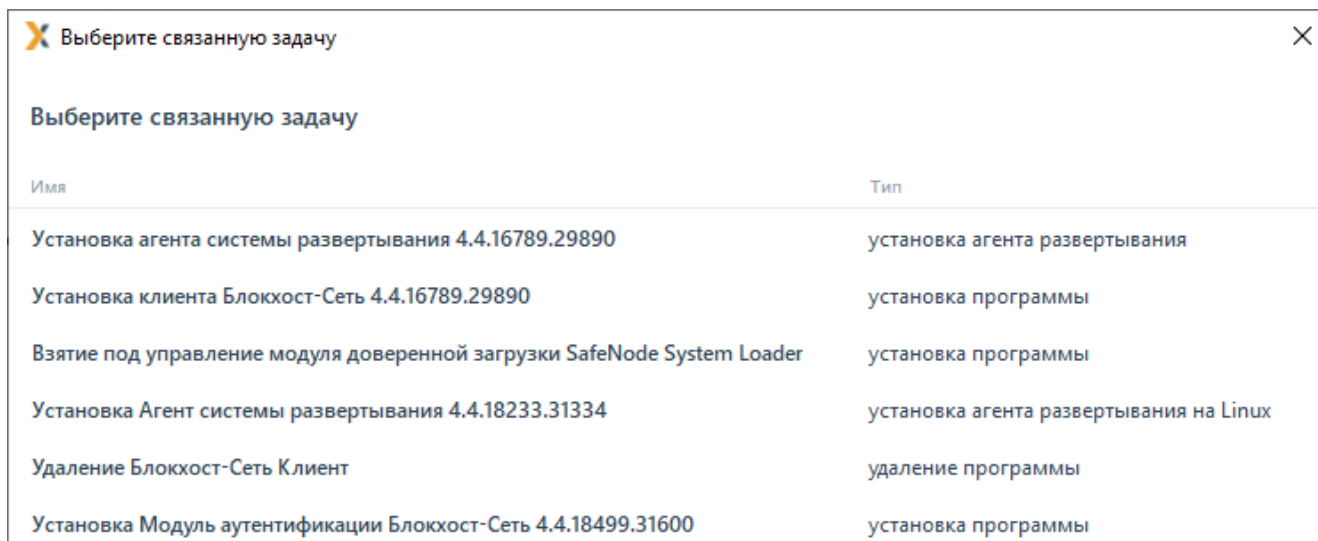 Выберите связанную задачу
Выберите связанную задачу
Имя Тип
Установка агента системы развертывания 4.4.16789.29890 установка агента развертывания
Установка клиента Блокхост-Сеть 4.4.16789.29890 установка программы
Взятие под управление модуля доверенной загрузки SafeNode System Loader установка программы
Установка Агент системы развертывания 4.4.18233.31334 установка агента развертывания на Linux
Удаление Блокхост-Сеть Клиент удаление программы
Установка Модуль аутентификации Блокхост-Сеть 4.4.18499.31600 установка программы